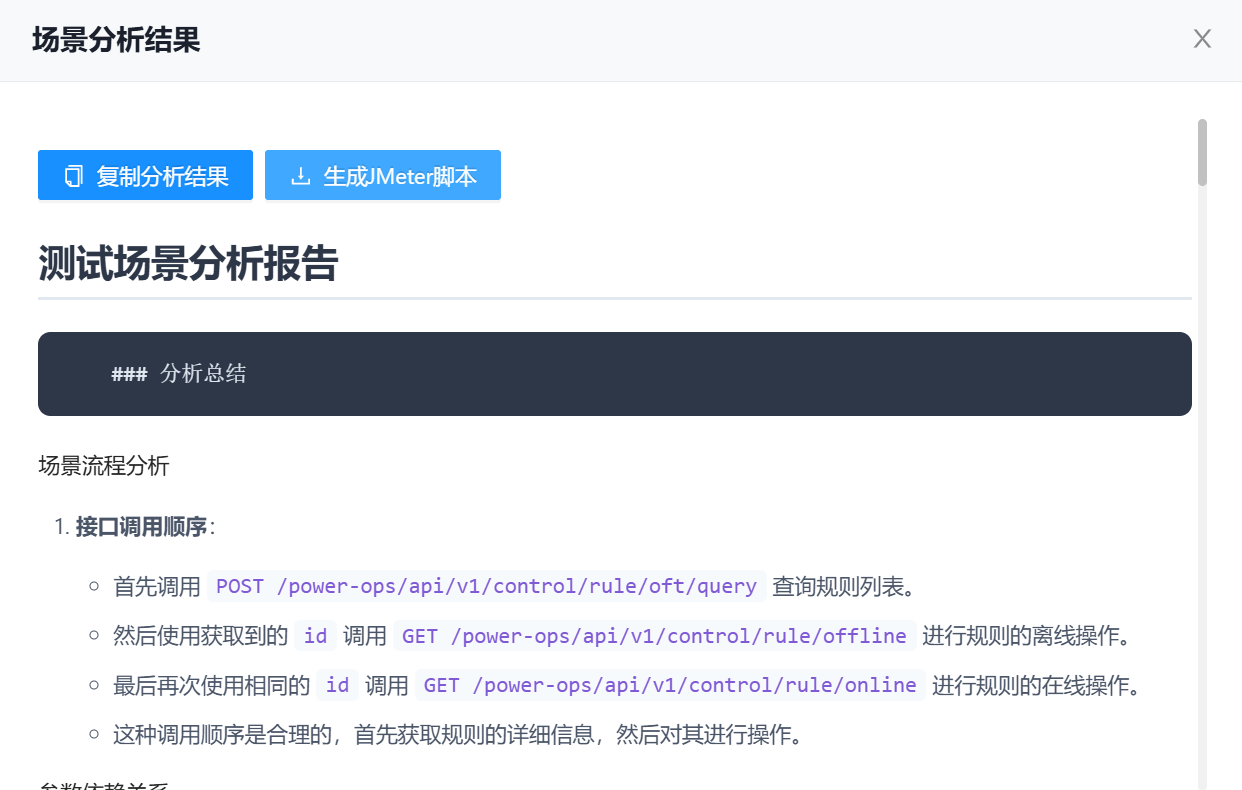 场景分析结果
复制分析结果
生成JMeter脚本
测试场景分析报告
### 分析总结
场景流程分析
1. 接口调用顺序：
首先调用 POST /power-ops/api/v1/control/rule/oft/query 查询规则列表。
然后使用获取到的 id 调用 GET /power-ops/api/v1/control/rule/offline 进行规则的离线操作。
最后再次使用相同的 id 调用 GET /power-ops/api/v1/control/rule/online 进行规则的在线操作。
这种调用顺序是合理的，首先获取规则的详细信息，然后对其进行操作。
参数依赖关系